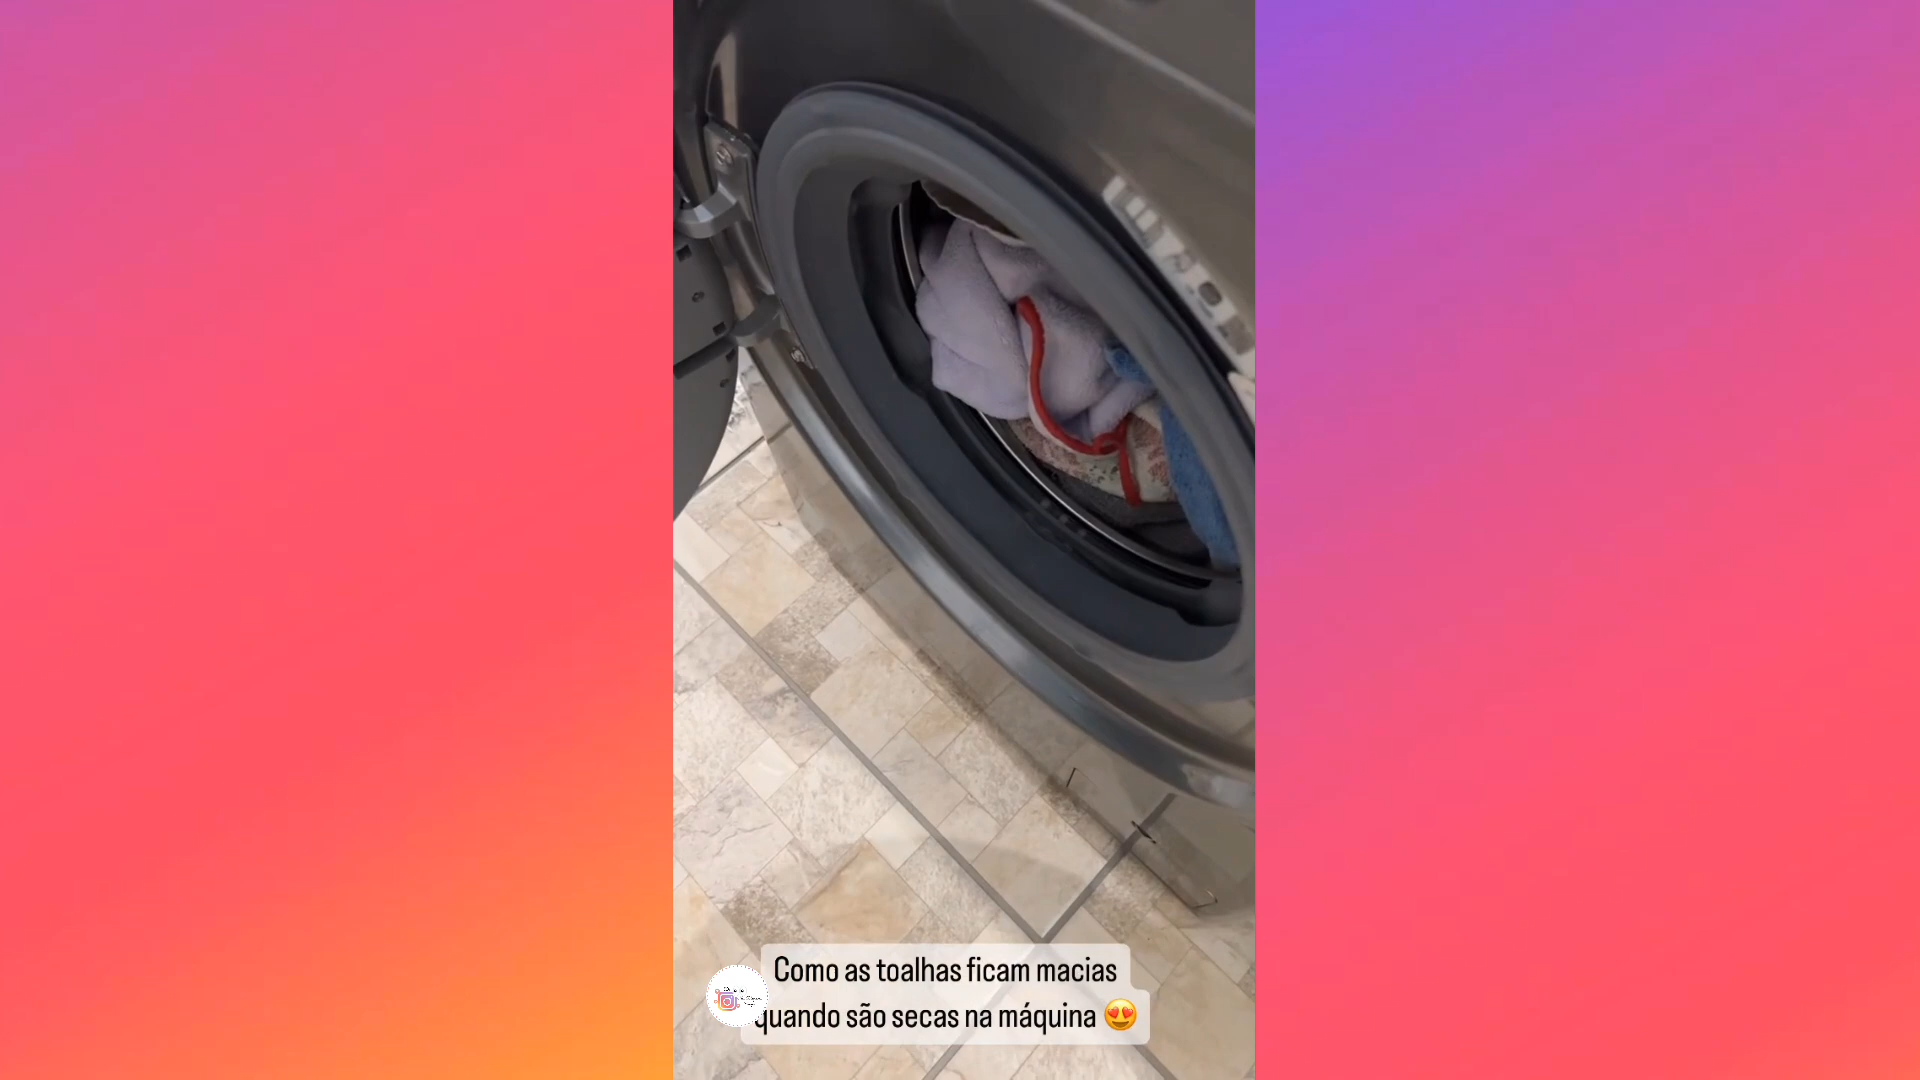 Como as toalhas ficam macias
quando são secas na máquina 😍